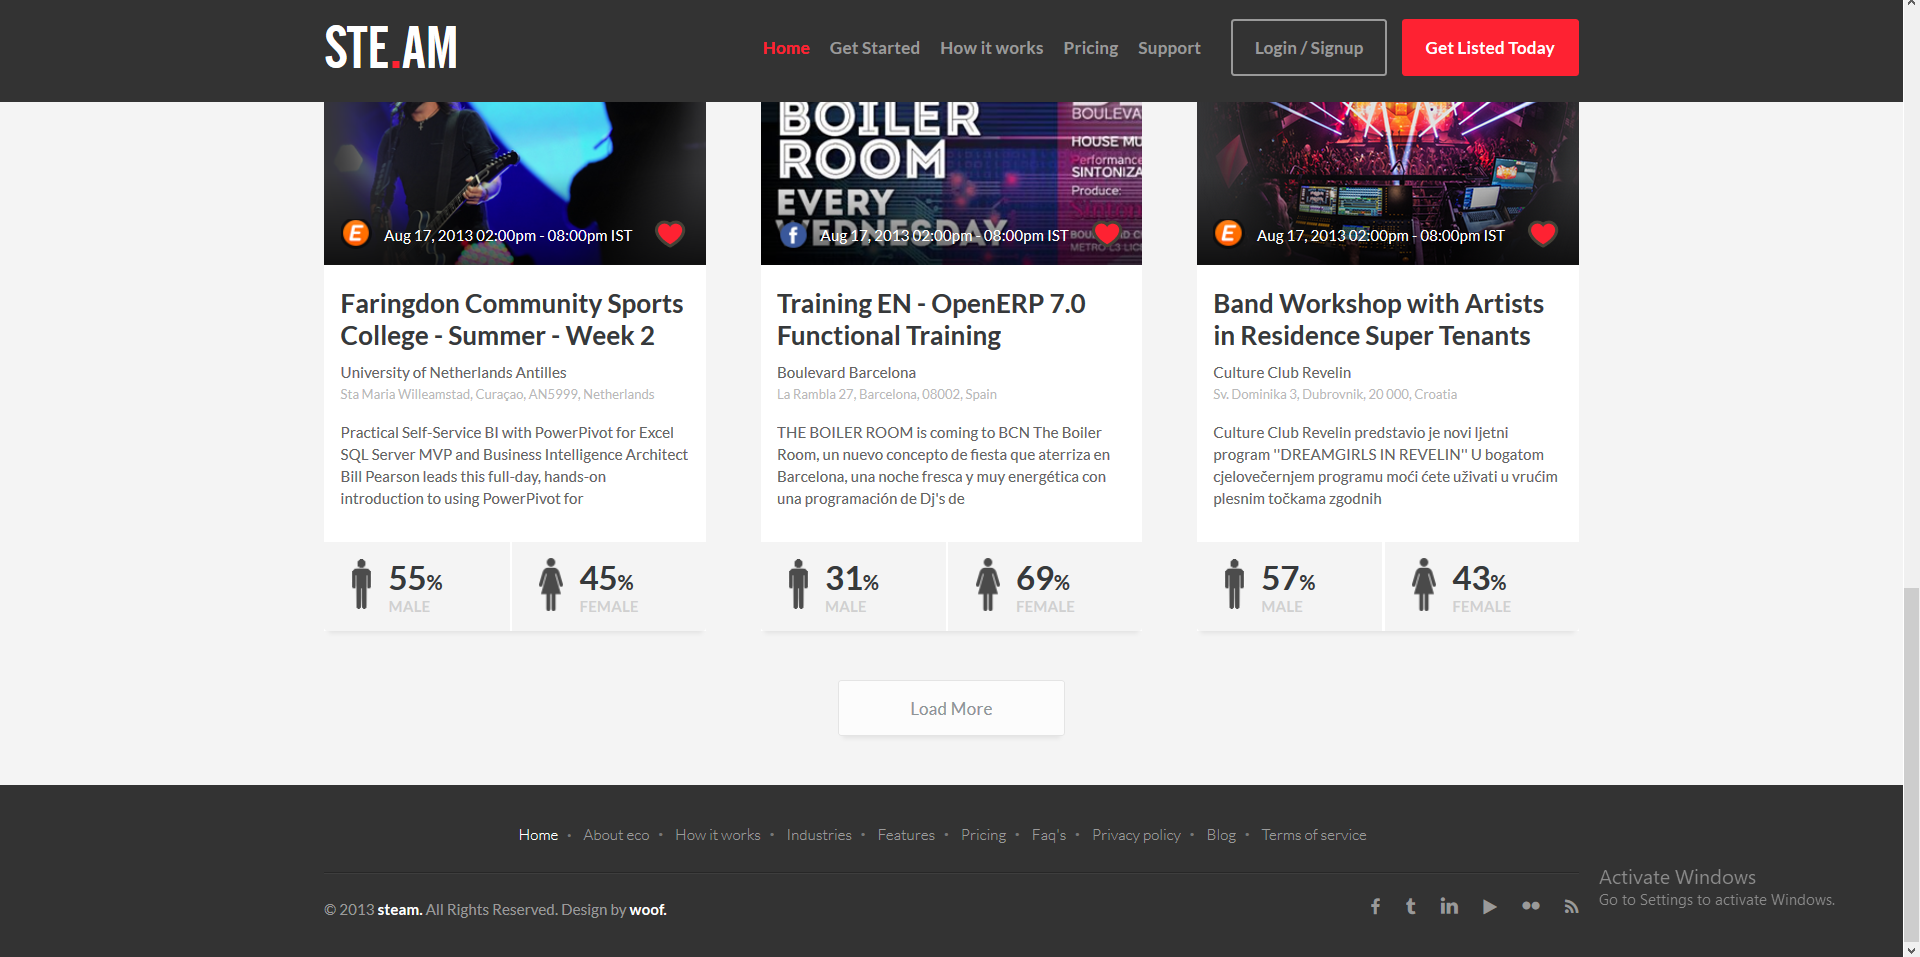 STE.AM
Home Get Started How it works Pricing Support Login / Signup Get Listed Today
Aug 17, 2013 02:00pm - 08:00pm IST
Faringdon Community Sports
College - Summer - Week 2
University of Netherlands Antilles
Sta Maria Willeamstad, Curaçao, AN5999, Netherlands
Practical Self-Service BI with PowerPivot for Excel
SQL Server MVP and Business Intelligence Architect
Bill Pearson leads this full-day, hands-on
introduction to using PowerPivot for
55%
MALE
45%
FEMALE
BOILER
ROOM
EVERY
WEDNESDAY
BOULEVA
HOUSE MU
Performance
SINTONIZA
Produce:
Sinton
METRO L3 LICE
Aug 17, 2013 02:00pm - 08:00pm IST
Training EN - OpenERP 7.0
Functional Training
Boulevard Barcelona
La Rambla 27, Barcelona, 08002, Spain
THE BOILER ROOM is coming to BCN The Boiler
Room, un nuevo concepto de fiesta que aterriza en
Barcelona, una noche fresca y muy energética con
una programación de Dj's de
31%
MALE
69%
FEMALE
Aug 17, 2013 02:00pm - 08:00pm IST
Band Workshop with Artists
in Residence Super Tenants
Culture Club Revelin
Sv. Dominika 3, Dubrovnik, 20 000, Croatia
Culture Club Revelin predstavio je novi ljetni
program ''DREAMGIRLS IN REVELIN'' U bogatom
cjelovečernjem programu moći ćete uživati u vrućim
plesnim točkama zgodnih
57%
MALE
43%
FEMALE
Load More
Home • About eco • How it works • Industries • Features • Pricing • Faq's • Privacy policy • Blog • Terms of service
© 2013 steam. All Rights Reserved. Design by woof.
Activate Windows
Go to Settings to activate Windows.